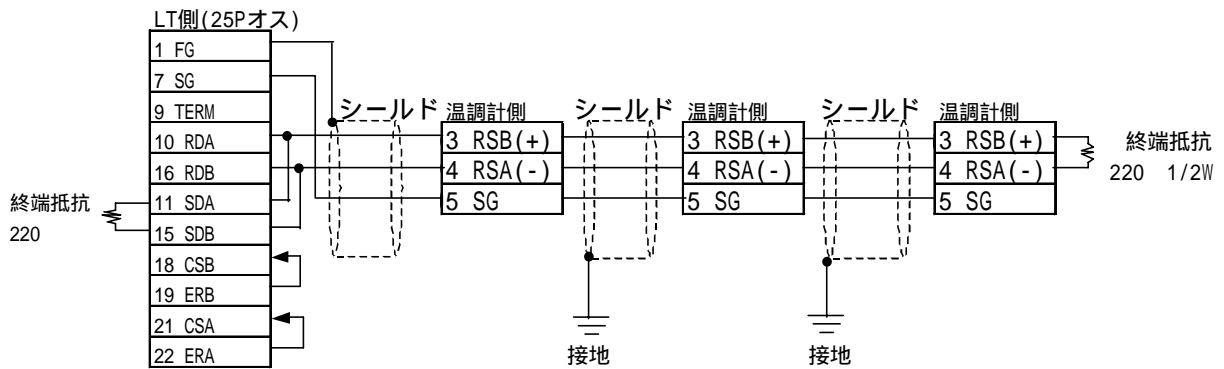 LT側(25Pオス)
1 FG
7 SG
9 TERM
10 RDA
16 RDB
11 SDA
15 SDB
18 CSB
19 ERB
21 CSA
22 ERA
終端抵抗
220
シールド
温調計側
3 RSB(+)
4 RSA(-)
5 SG
シールド
接地
温調計側
3 RSB(+)
4 RSA(-)
5 SG
シールド
接地
温調計側
3 RSB(+)
4 RSA(-)
5 SG
終端抵抗
220 1/2W